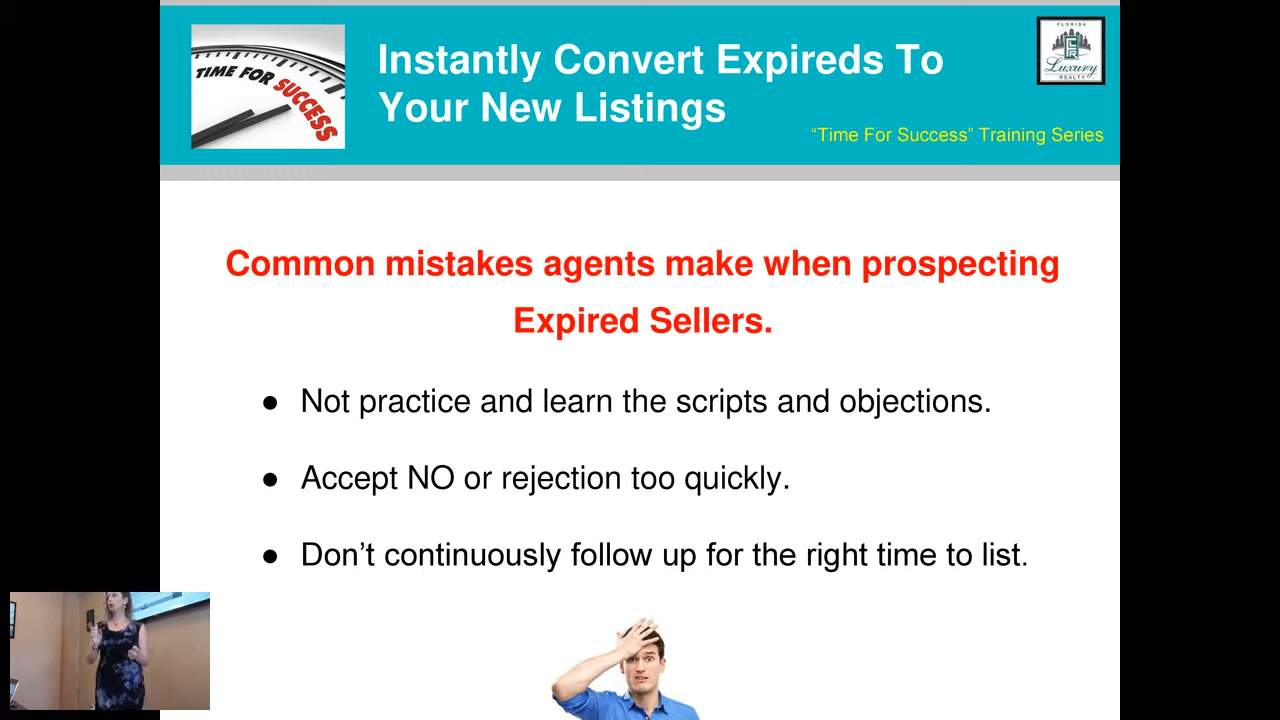 TIME FOR SUCCESS
Instantly Convert Expireds To
Your New Listings
FLORIDA
Luxury
REALTY
“Time For Success” Training Series
Common mistakes agents make when prospecting
Expired Sellers.
● Not practice and learn the scripts and objections.
● Accept NO or rejection too quickly.
● Don’t continuously follow up for the right time to list.